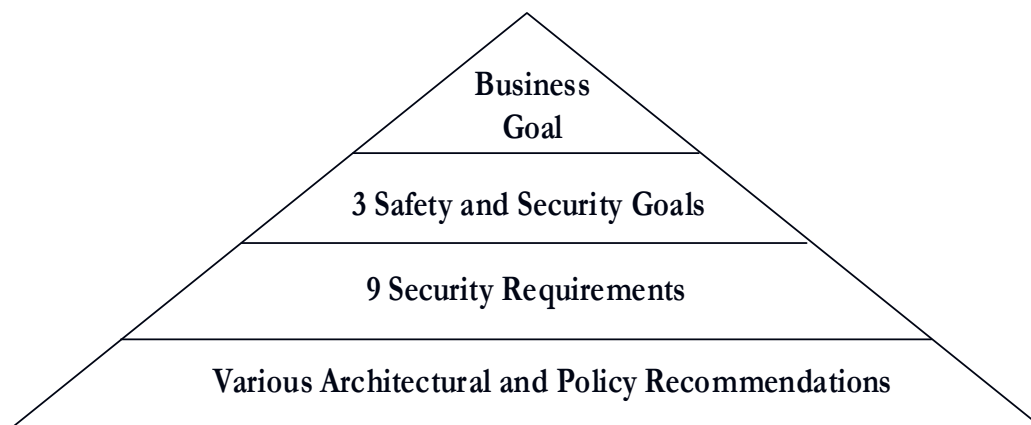 Business
Goal
3 Safety and Security Goals
9 Security Requirements
Various Architectural and Policy Recommendations